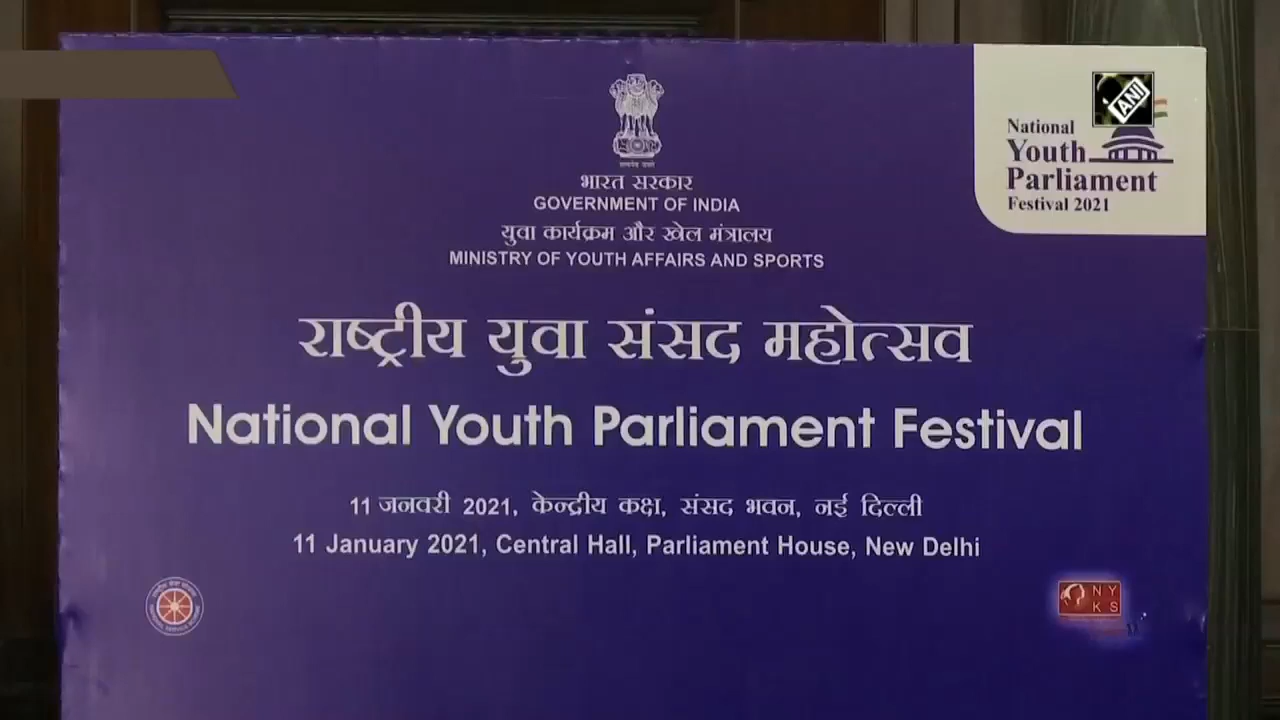 ANI
National
Youth
Parliament
Festival 2021
भारत सरकार
GOVERNMENT OF INDIA
युवा कार्यक्रम और खेल मंत्रालय
MINISTRY OF YOUTH AFFAIRS AND SPORTS
राष्ट्रीय युवा संसद महोत्सव
National Youth Parliament Festival
11 जनवरी 2021, केन्द्रीय कक्ष, संसद भवन, नई दिल्ली
11 January 2021, Central Hall, Parliament House, New Delhi
NY
KS